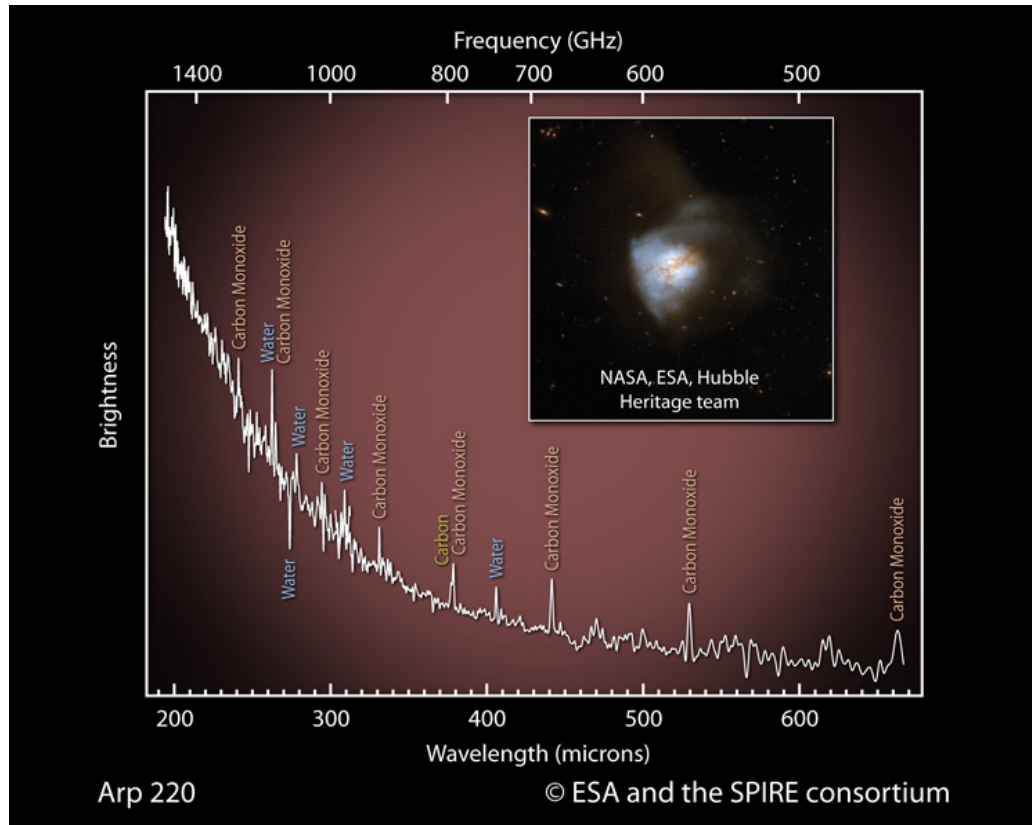 Frequency (GHz)
1400 1000 800 700 600 500
Brightness
Carbon Monoxide
Water
Carbon Monoxide
Water
Water
Carbon Monoxide
Water
Carbon Monoxide
Carbon
Carbon Monoxide
Water
Carbon Monoxide
Carbon Monoxide
Carbon Monoxide
NASA, ESA, Hubble
Heritage team
200 300 400 500 600
Wavelength (microns)
Arp 220
© ESA and the SPIRE consortium